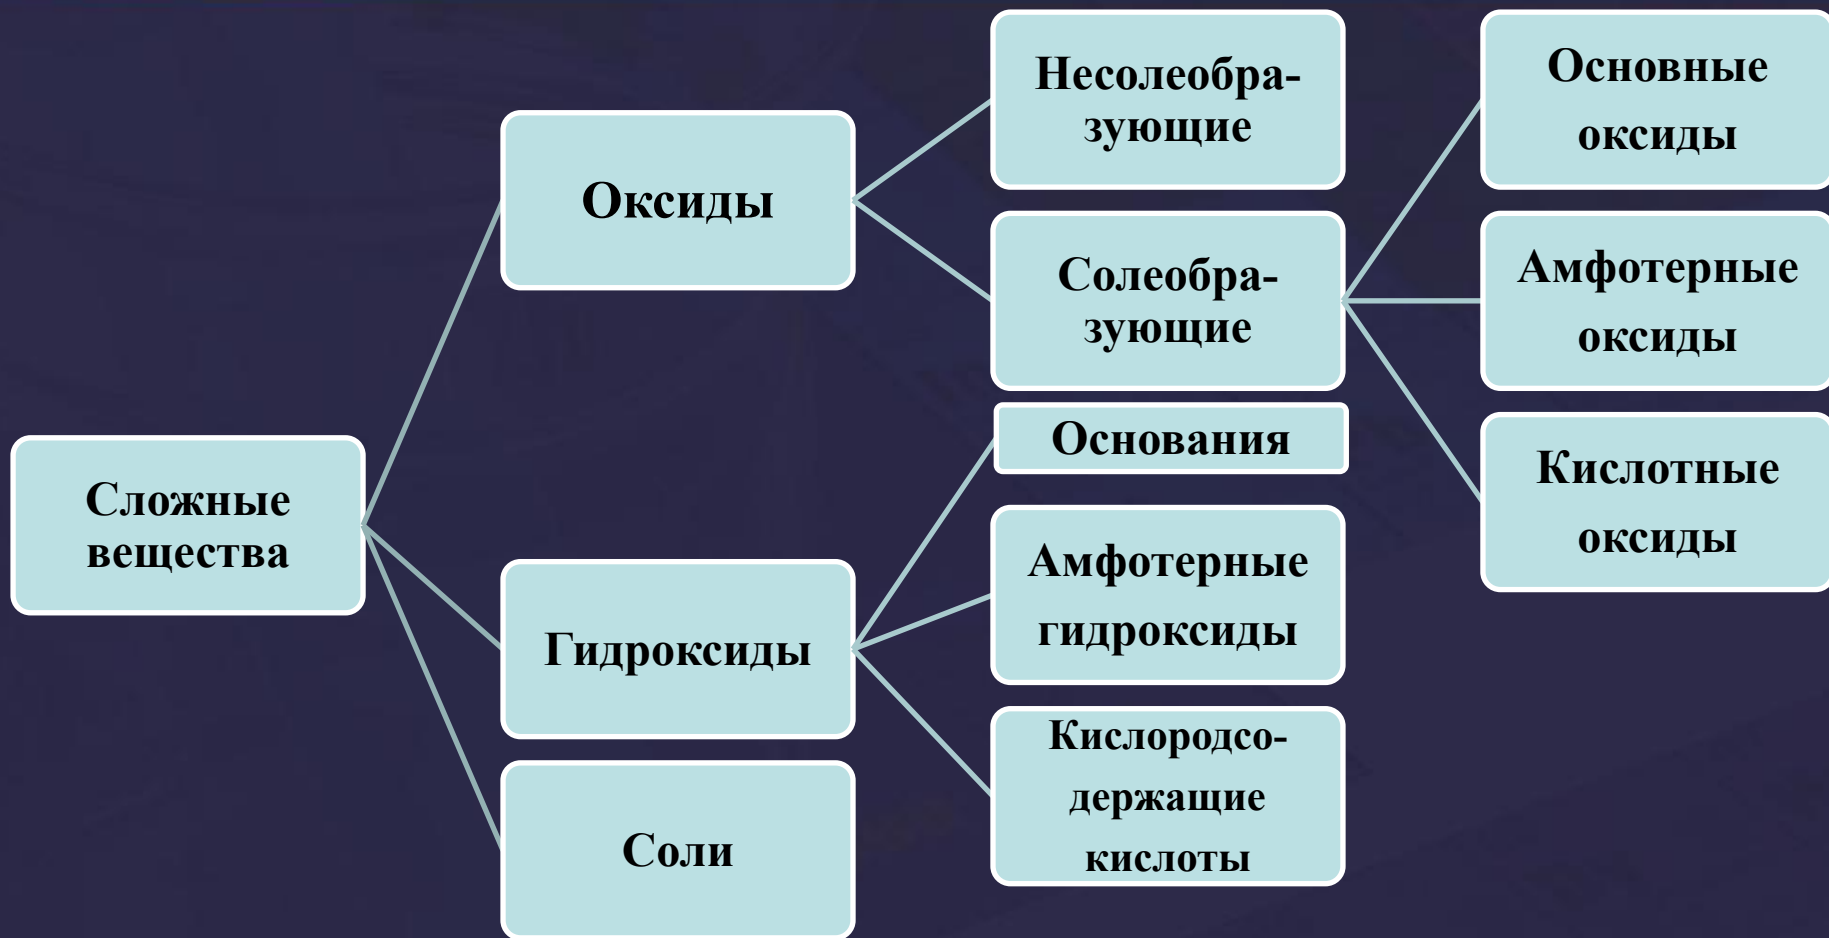 Сложные
вещества
Оксиды
Гидроксиды
Соли
Несолеобра-
зующие
Солеобра-
зующие
Основания
Амфотерные
гидроксиды
Кислородсо-
держащие
кислоты
Основные
оксиды
Амфотерные
оксиды
Кислотные
оксиды